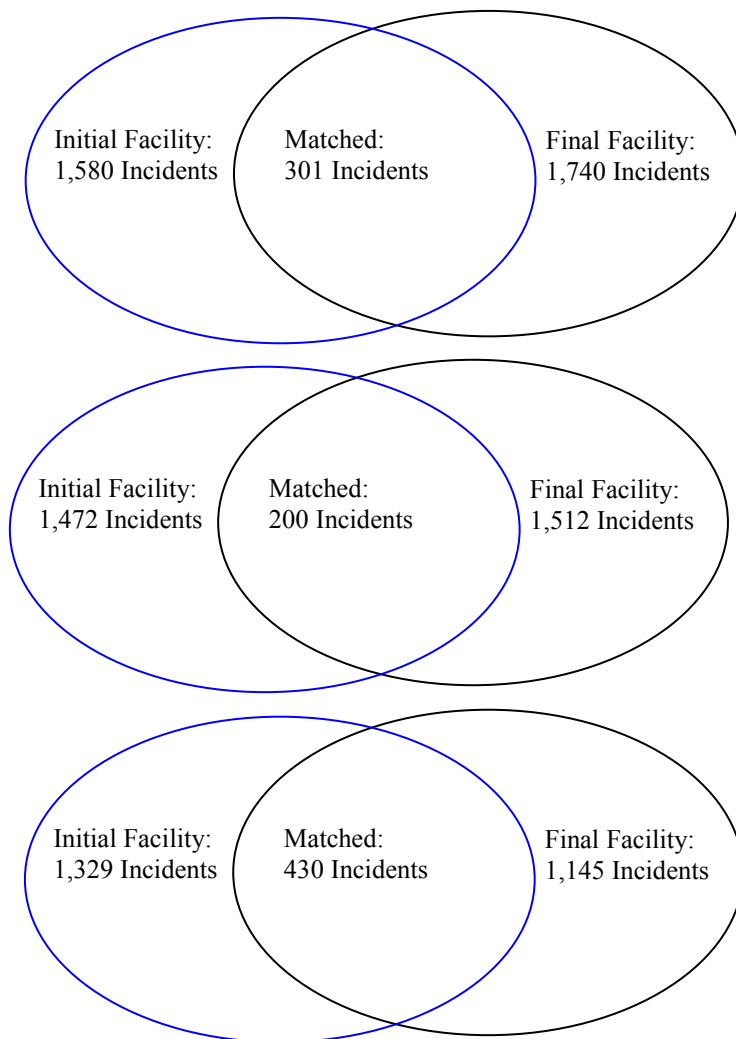 Initial Facility:
1,580 Incidents
Matched:
301 Incidents
Final Facility:
1,740 Incidents
Initial Facility:
1,472 Incidents
Matched:
200 Incidents
Final Facility:
1,512 Incidents
Initial Facility:
1,329 Incidents
Matched:
430 Incidents
Final Facility:
1,145 Incidents